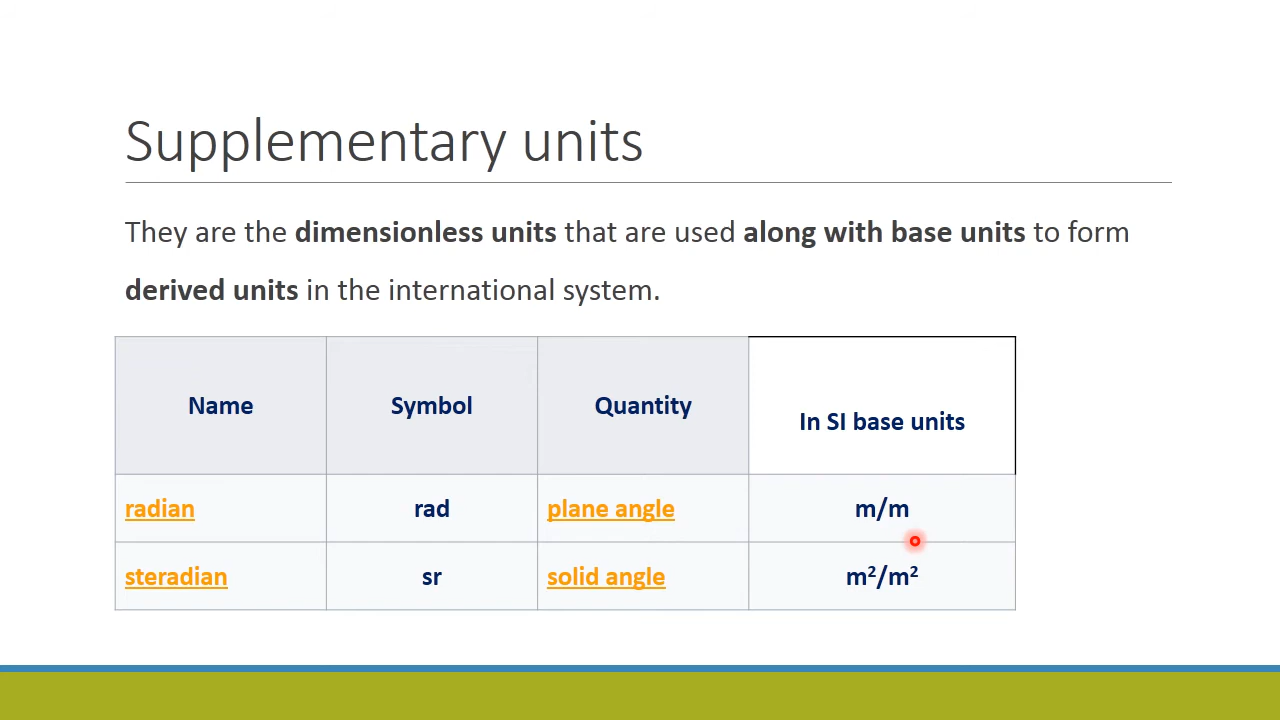 Supplementary units
They are the dimensionless units that are used along with base units to form
derived units in the international system.
Name Symbol Quantity In SI base units
radian rad plane angle m/m
steradian sr solid angle m²/m²